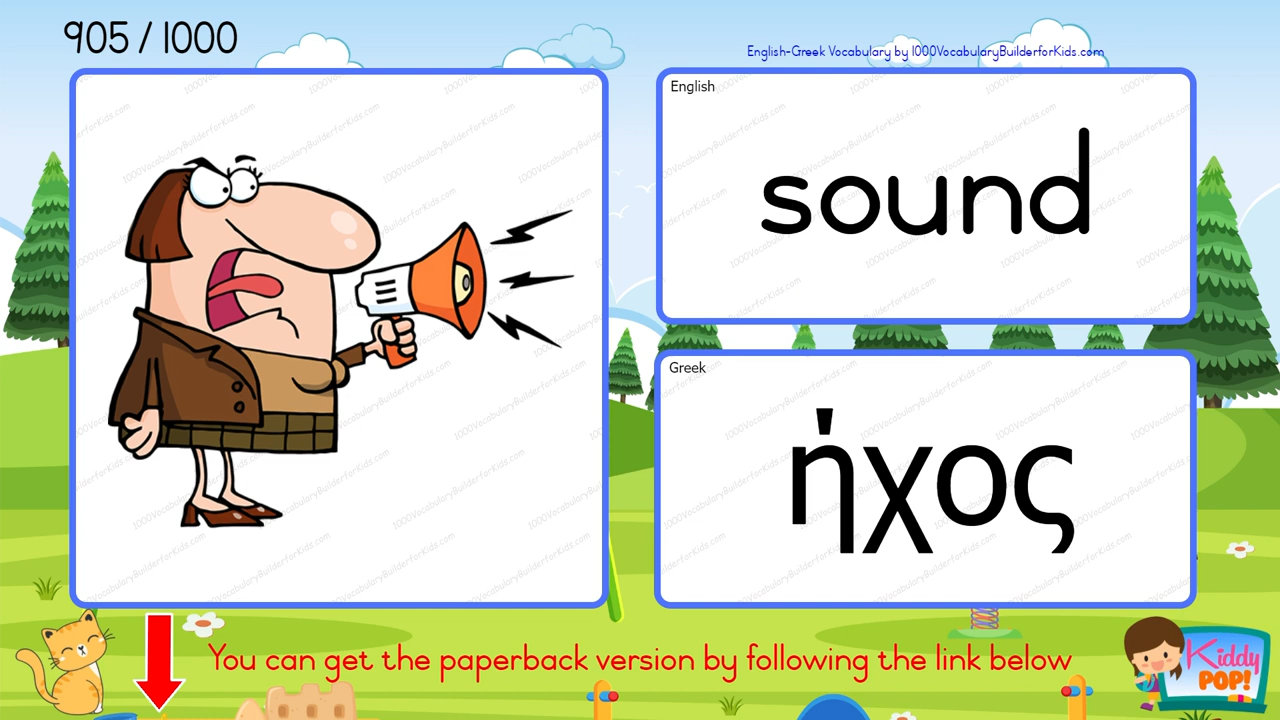 905 / 1000
English-Greek Vocabulary by 1000VocabularyBuilderforKids.com
English
sound
Greek
ήχος
You can get the paperback version by following the link below
Kiddy
POP!